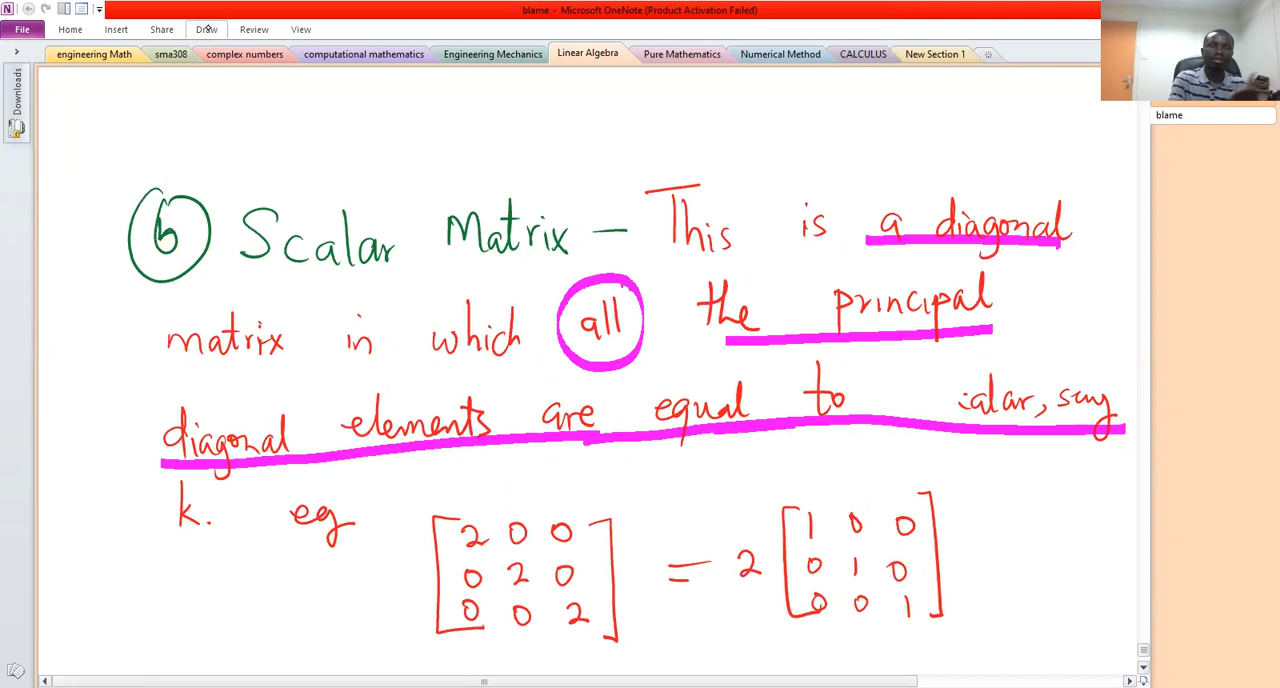 blame - Microsoft OneNote (Product Activation Failed)
File Home Insert Share Draw Review View
engineering Math sma308 complex numbers computational mathematics Engineering Mechanics Linear Algebra Pure Mathematics Numerical Method CALCULUS New Section 1
Downloads
blame
6 Scalar Matrix — This is a diagonal
matrix in which all the principal
diagonal elements are equal to calar, say
k. eg
[2 0 0
0 2 0
0 0 2] = 2 [1 0 0
0 1 0
0 0 1]